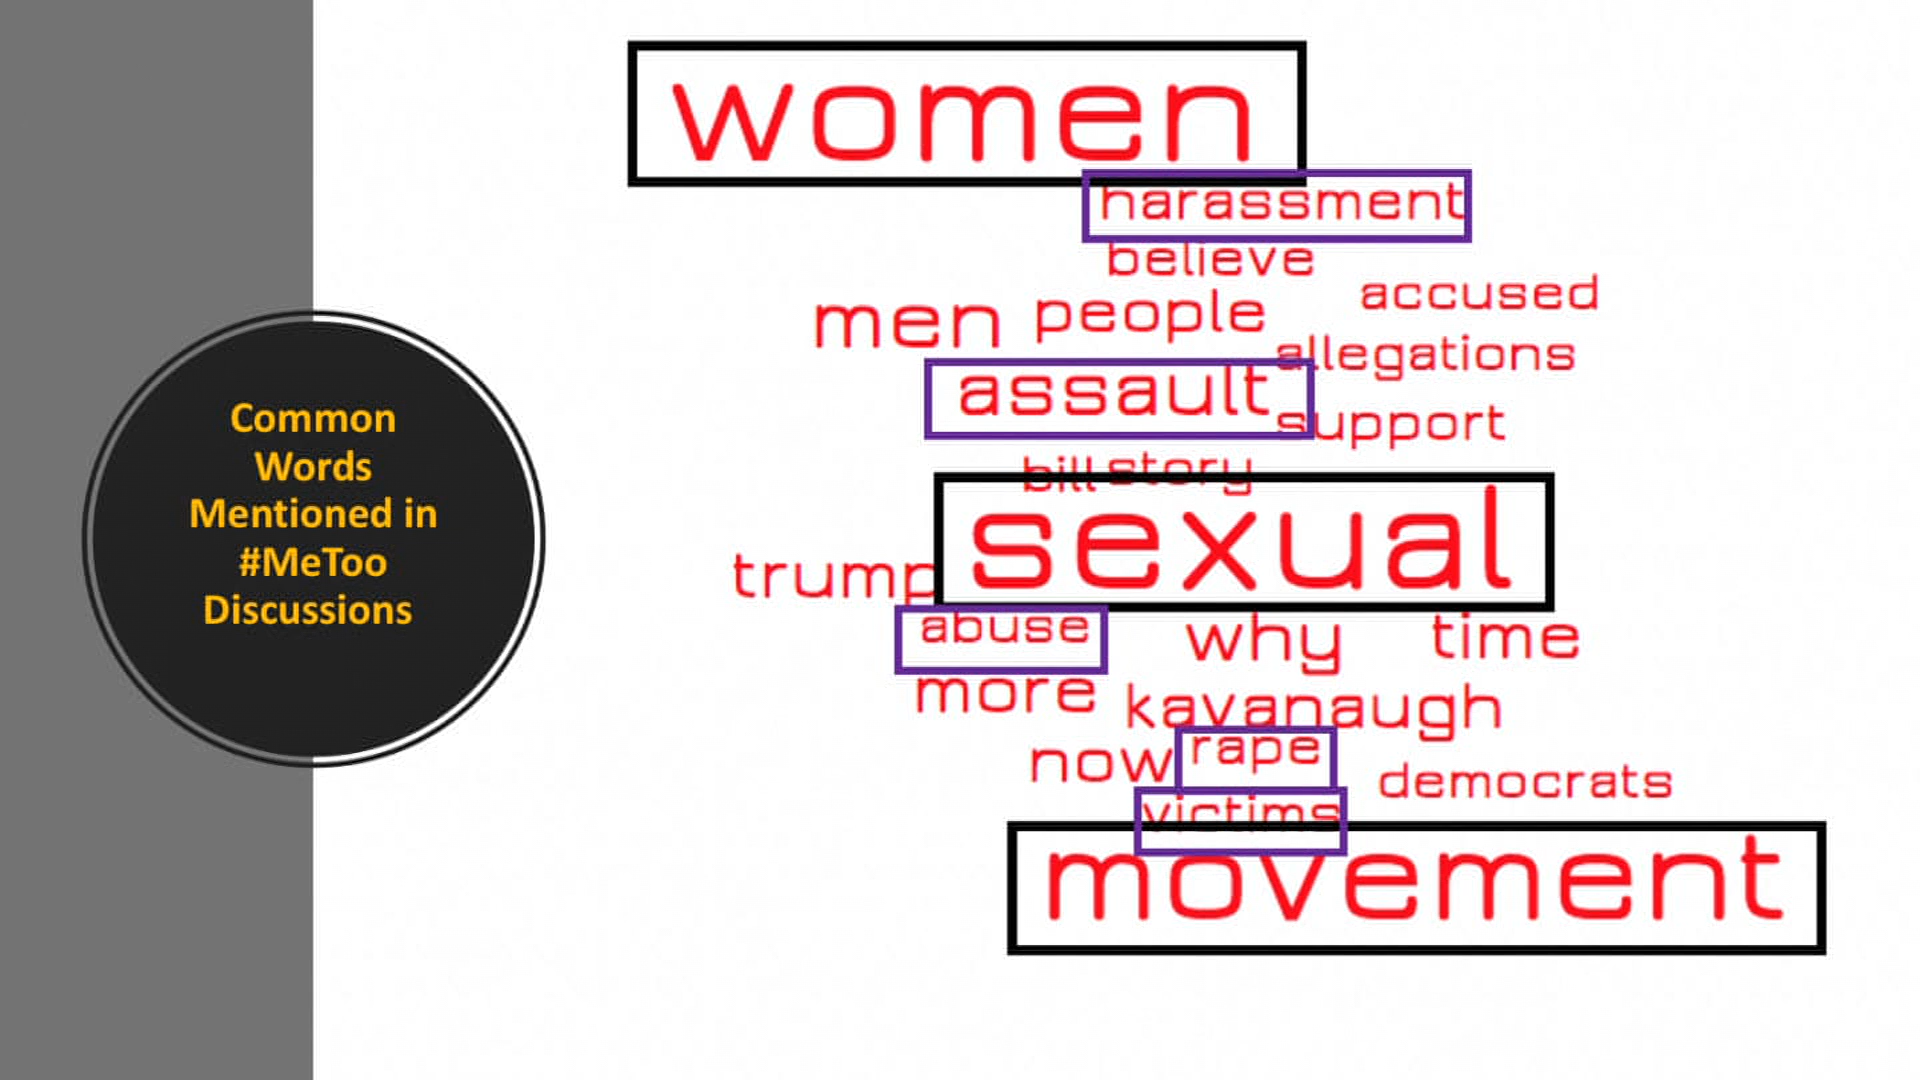 Common
Words
Mentioned in
#MeToo
Discussions
women
harassment
believe
accused
men people
allegations
assault
support
bill story
sexual
trump
abuse why time
more kavanaugh
now rape
democrats
victims
movement